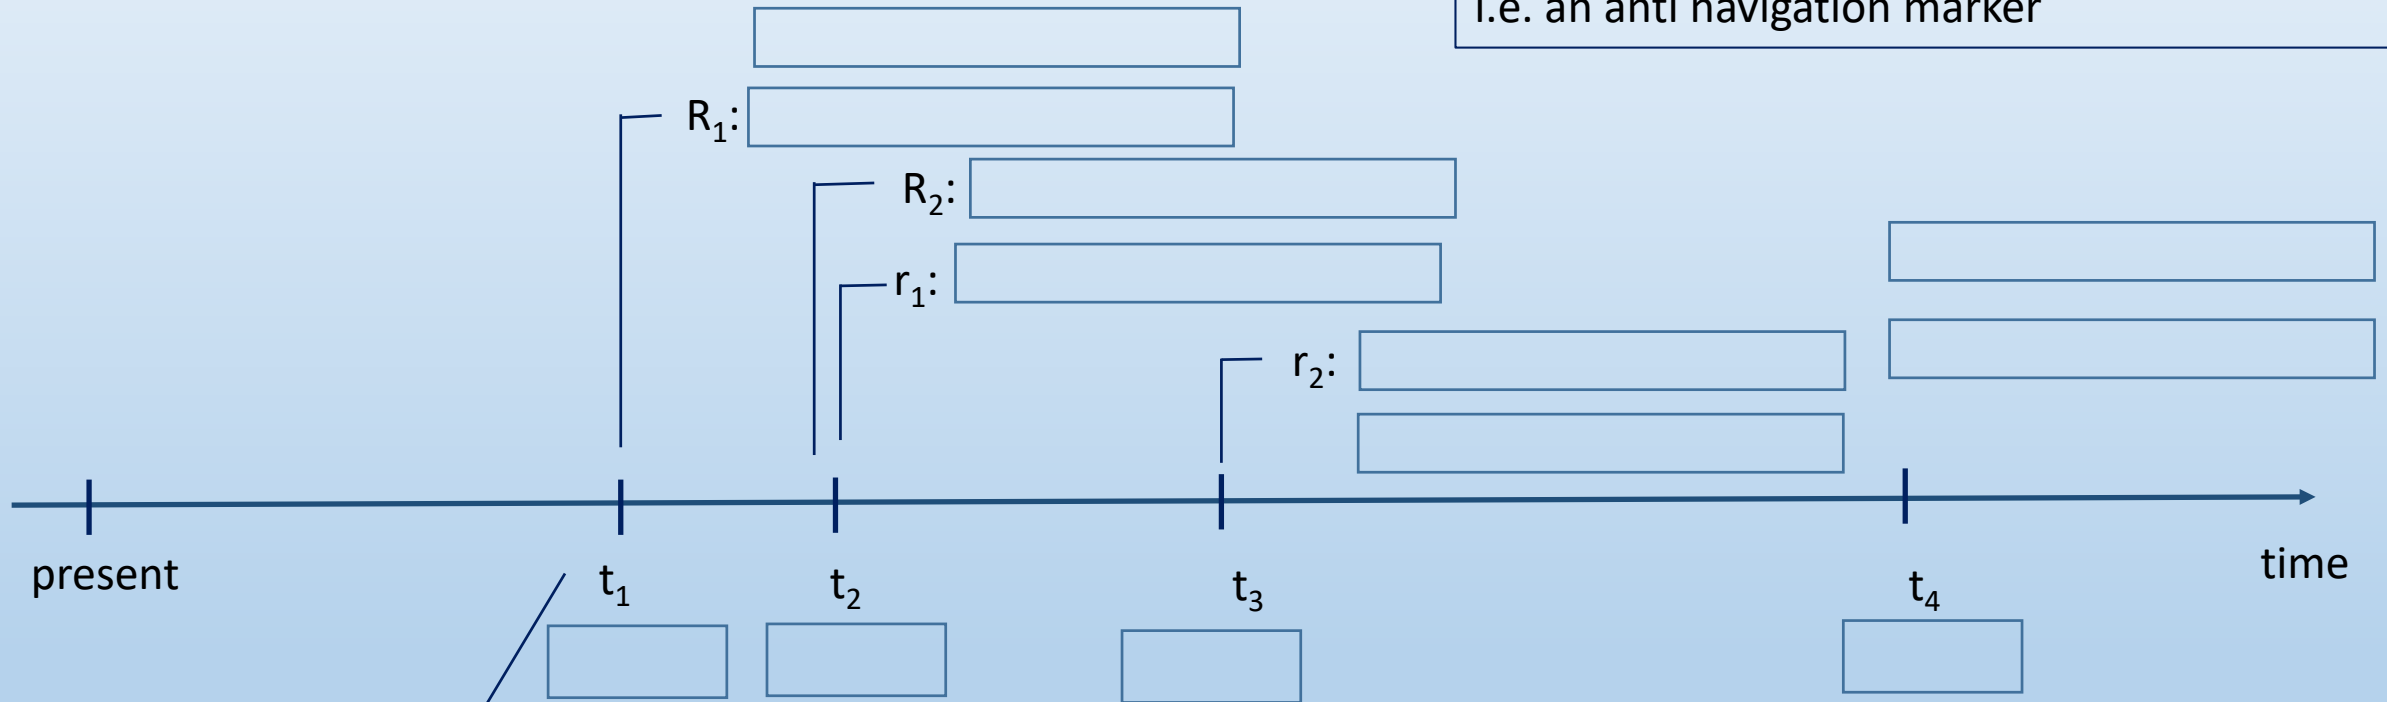 i.e. an anti navigation marker
R₁:
R₂:
r₁:
r₂:
present
t₁
t₂
t₃
t₄
time